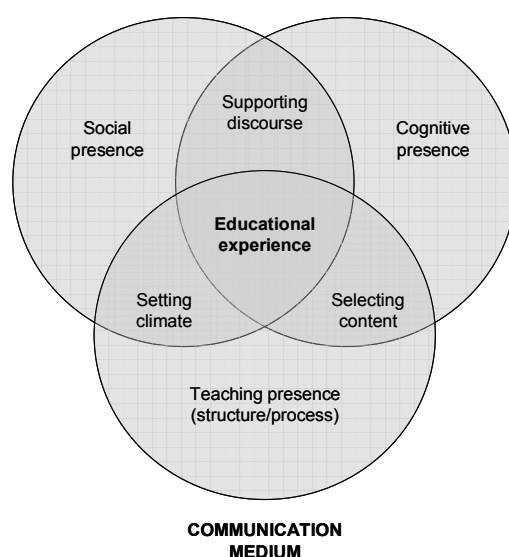 Supporting
discourse
Social
presence
Cognitive
presence
Educational
experience
Setting
climate
Selecting
content
Teaching presence
(structure/process)
COMMUNICATION
MEDIUM